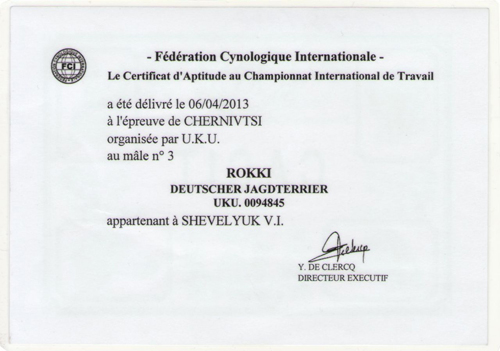 FCI
- Fédération Cynologique Internationale -
Le Certificat d'Aptitude au Championnat International de Travail
a été délivré le 06/04/2013
à l'épreuve de CHERNIVTSI
organisée par U.K.U.
au mâle n° 3
ROKKI
DEUTSCHER JAGDTERRIER
UKU. 0094845
appartenant à SHEVELYUK V.I.
Y. DE CLERCQ
DIRECTEUR EXECUTIF